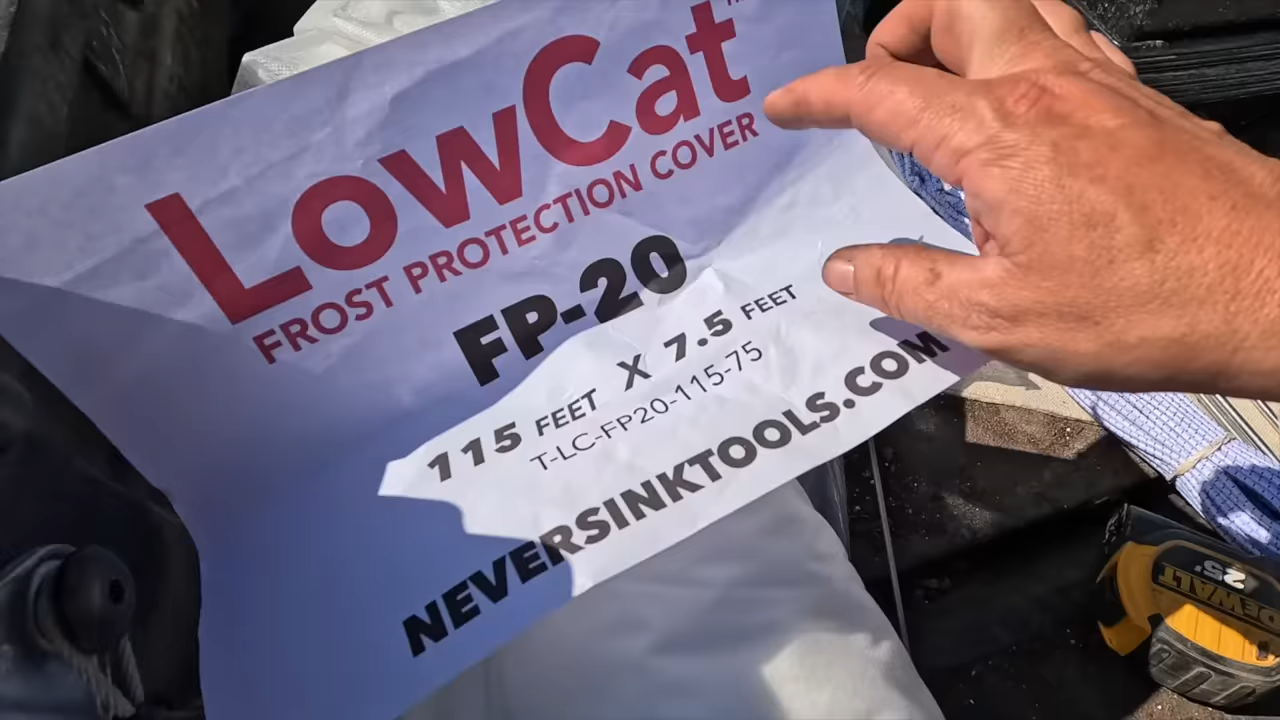 LowCat™
FROST PROTECTION COVER
FP-20
115 FEET X 7.5 FEET
T-LC-FP20-115-75
NEVERSINKTOOLS.COM
25'
DEWALT